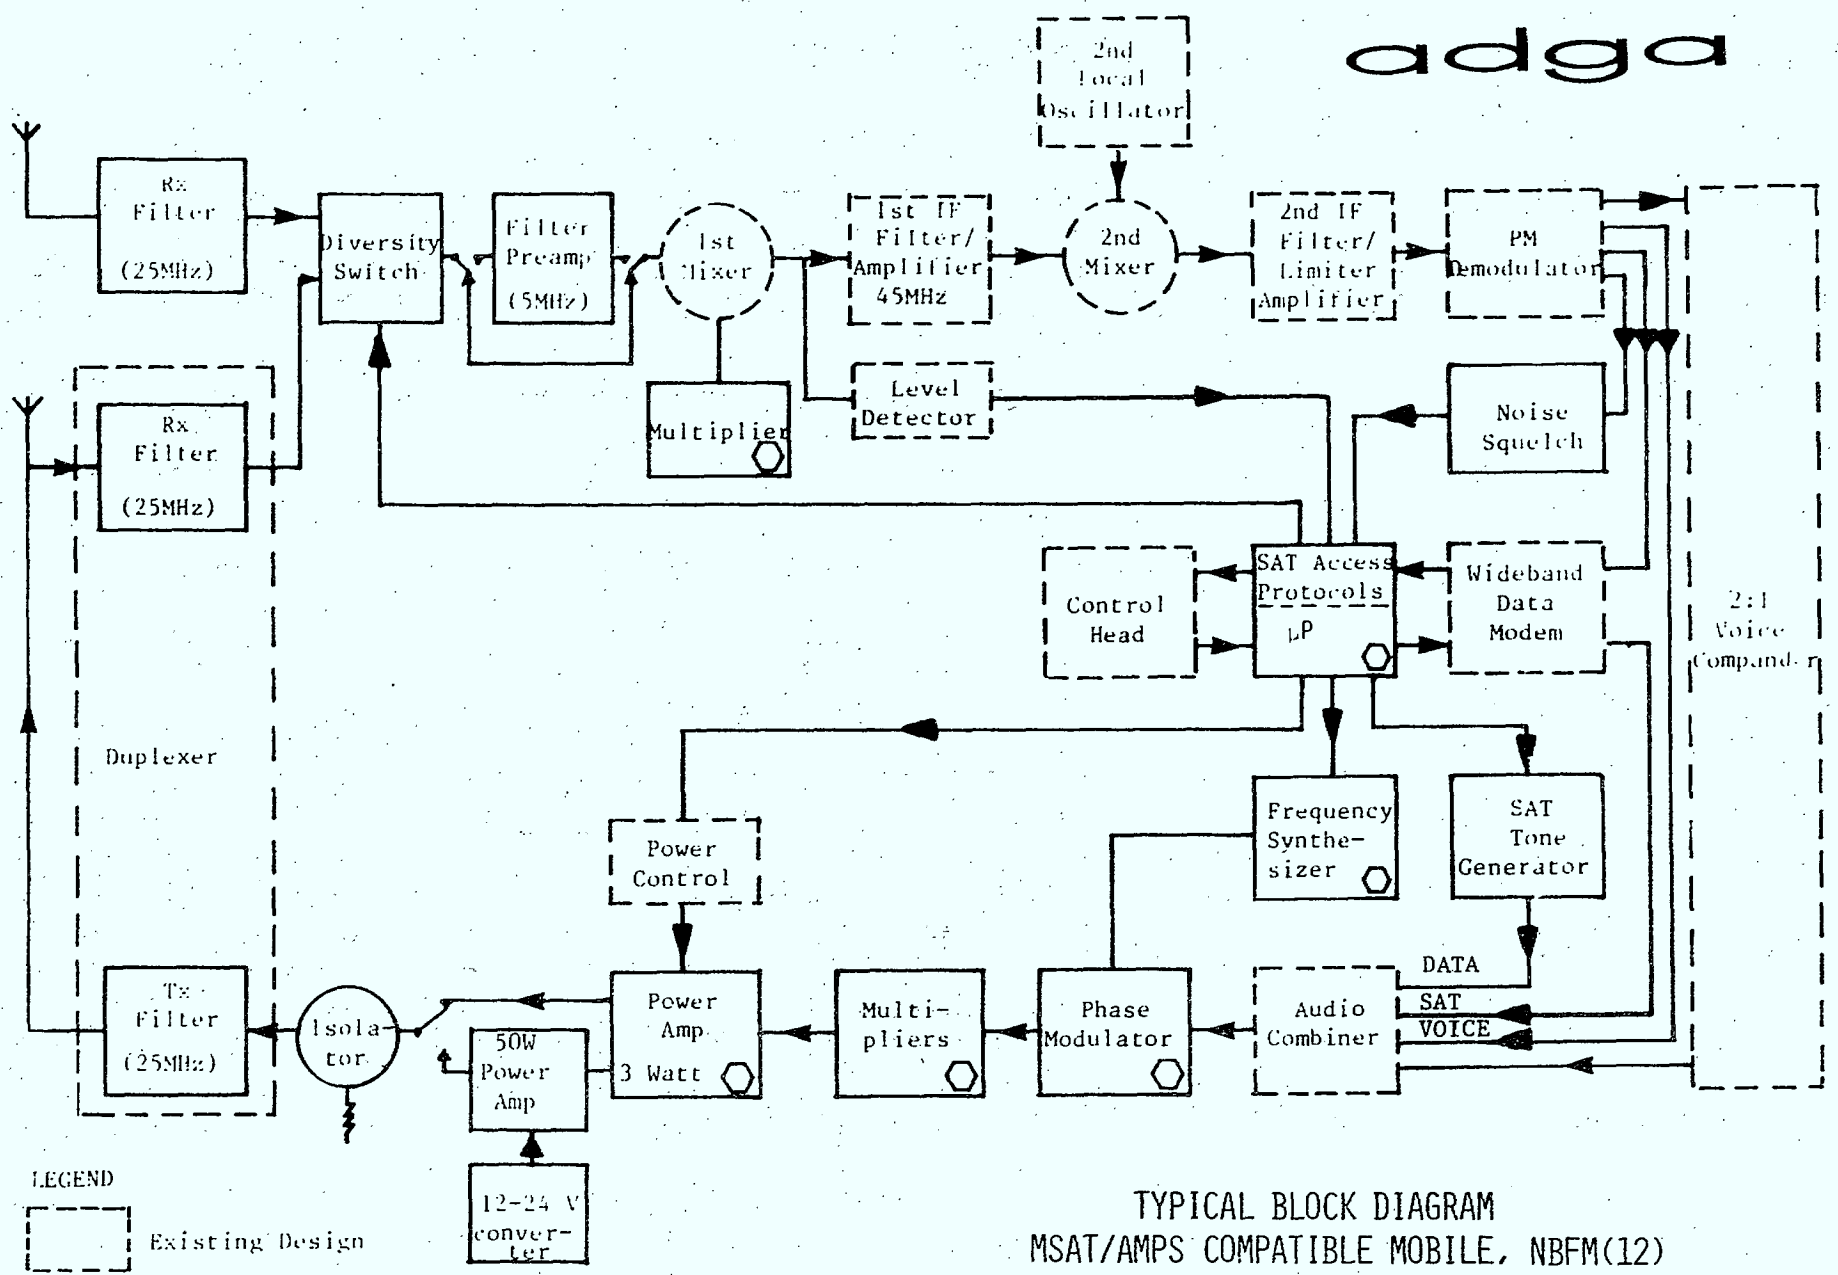 adga
2nd
Local
Oscillator
Rx
Filter
(25MHz)
Diversity
Switch
Filter
Preamp
(5MHz)
1st
Mixer
1st IF
Filter/
Amplifier
45MHz
2nd
Mixer
2nd IF
Filter/
Limiter
Amplifier
PM
Demodulator
Rx
Filter
(25MHz)
Multiplier
Level
Detector
Noise
Squelch
Control
Head
SAT Access
Protocols
μP
Wideband
Data
Modem
2:1
Voice
Compander
Duplexer
Power
Control
Frequency
Synthe-
sizer
SAT
Tone
Generator
Tx
Filter
(25MHz)
Isola-
tor
50W
Power
Amp
Power
Amp
3 Watt
Multi-
pliers
Phase
Modulator
Audio
Combiner
DATA
SAT
VOICE
12-24 V
conver-
ter
LEGEND
Existing Design
TYPICAL BLOCK DIAGRAM
MSAT/AMPS COMPATIBLE MOBILE, NBFM(12)